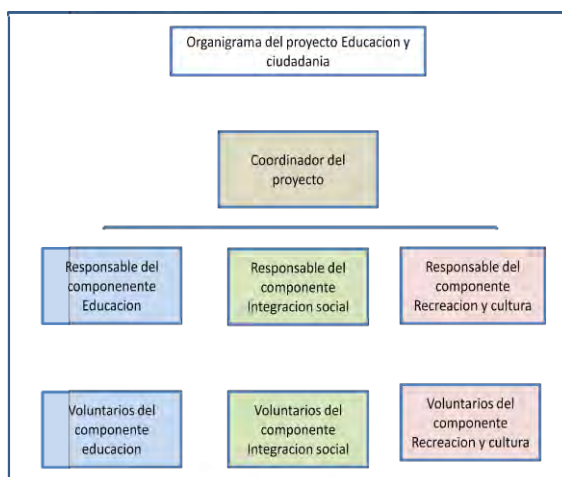 Organigrama del proyecto Educacion y
ciudadania
Coordinador del
proyecto
Responsable del
componenente
Educacion
Responsable del
componente
Integracion social
Responsable del
componente
Recreacion y cultura
Voluntarios del
componente
educacion
Voluntarios del
componente
Integracion social
Voluntarios del
componente
Recreacion y cultura